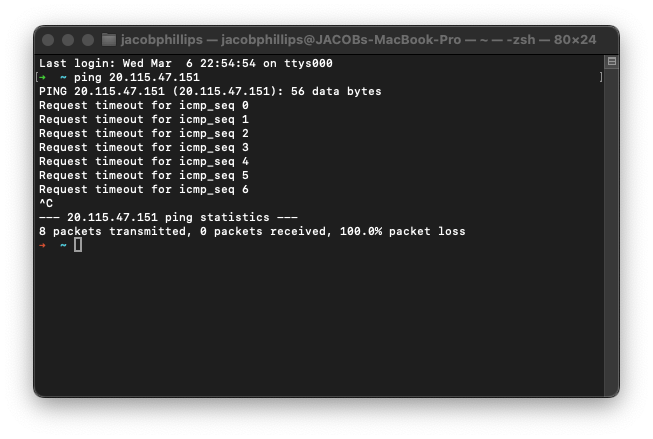 jacobphillips — jacobphillips@JACOBs-MacBook-Pro — ~ — -zsh — 80×24
Last login: Wed Mar  6 22:54:54 on ttys000
[➜  ~ ping 20.115.47.151 ]
PING 20.115.47.151 (20.115.47.151): 56 data bytes
Request timeout for icmp_seq 0
Request timeout for icmp_seq 1
Request timeout for icmp_seq 2
Request timeout for icmp_seq 3
Request timeout for icmp_seq 4
Request timeout for icmp_seq 5
Request timeout for icmp_seq 6
^C
--- 20.115.47.151 ping statistics ---
8 packets transmitted, 0 packets received, 100.0% packet loss
➜  ~